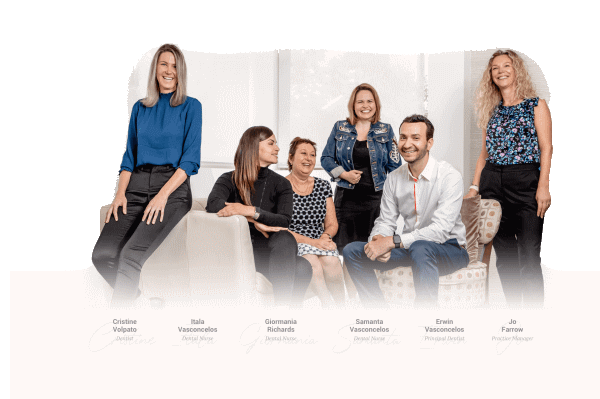 Cristine
Volpato
Dentist
Itala
Vasconcelos
Dental Nurse
Giormania
Richards
Dental Nurse
Samanta
Vasconcelos
Dental Nurse
Erwin
Vasconcelos
Principal Dentist
Jo
Farrow
Practice Manager